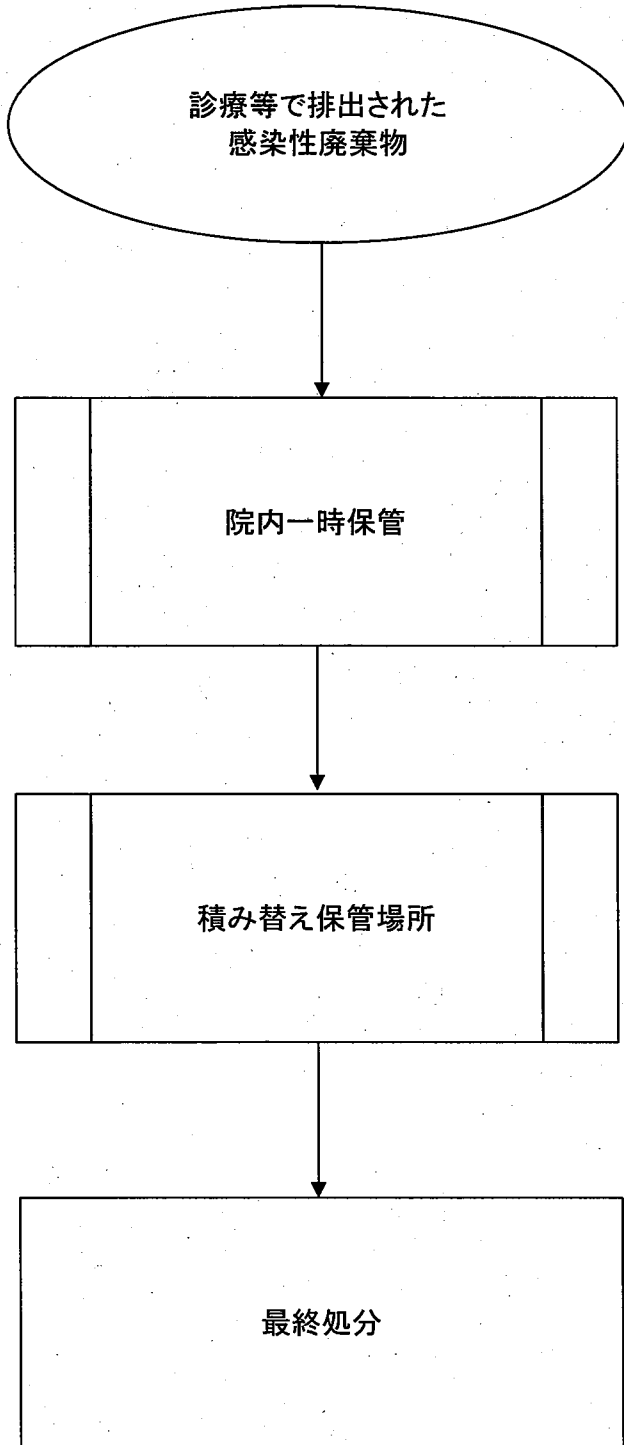 診療等で排出された
感染性廃棄物
院内一時保管
積み替え保管場所
最終処分